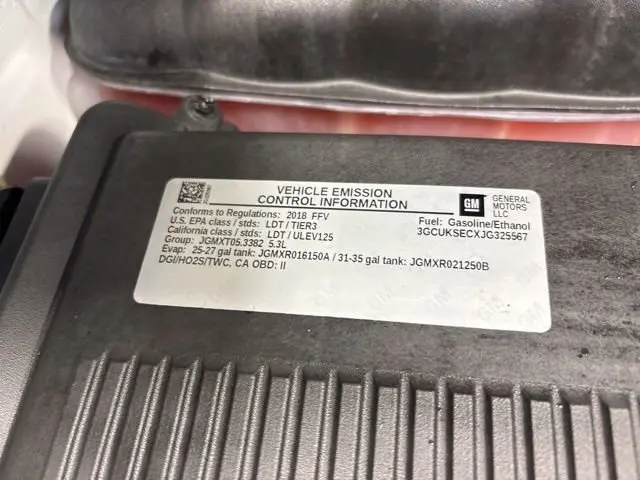 VEHICLE EMISSION
CONTROL INFORMATION
GM
GENERAL
MOTORS
LLC
Conforms to Regulations: 2018 FFV
U.S. EPA class / stds: LDT / TIER3
California class / stds: LDT / ULEV125
Group: JGMXT05.3382 5.3L
Evap: 25-27 gal tank: JGMXR016150A / 31-35 gal tank: JGMXR021250B
DGI/HO2S/TWC, CA OBD: II
Fuel: Gasoline/Ethanol
3GCUKSECXJG325567